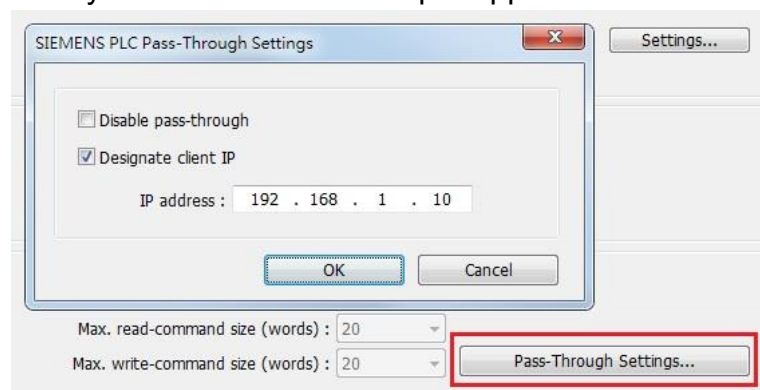 SIEMENS PLC Pass-Through Settings
Settings...
Disable pass-through
Designate client IP
IP address : 192 . 168 . 1 . 10
OK Cancel
Max. read-command size (words) : 20
Max. write-command size (words) : 20
Pass-Through Settings...